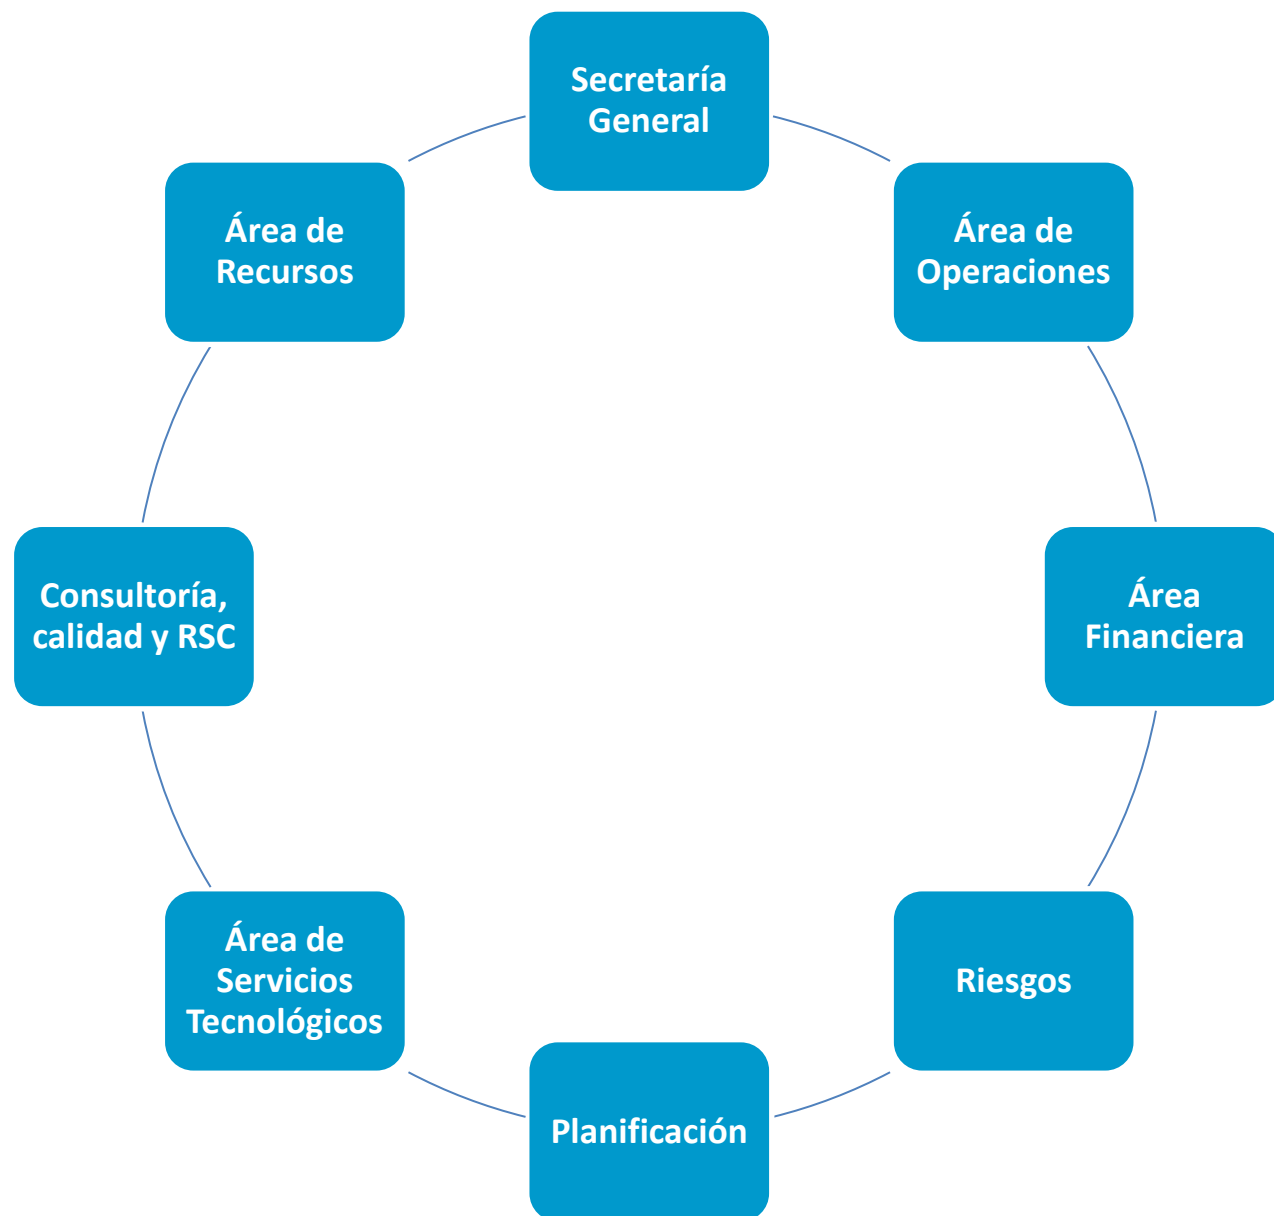 Secretaría
General
Área de
Operaciones
Área
Financiera
Riesgos
Planificación
Área de
Servicios
Tecnológicos
Consultoría,
calidad y RSC
Área de
Recursos